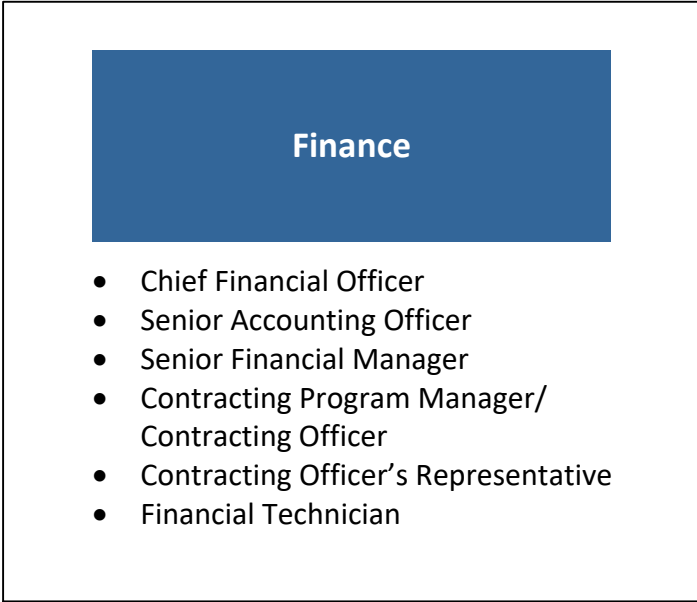 Finance
• Chief Financial Officer
• Senior Accounting Officer
• Senior Financial Manager
• Contracting Program Manager/
Contracting Officer
• Contracting Officer’s Representative
• Financial Technician